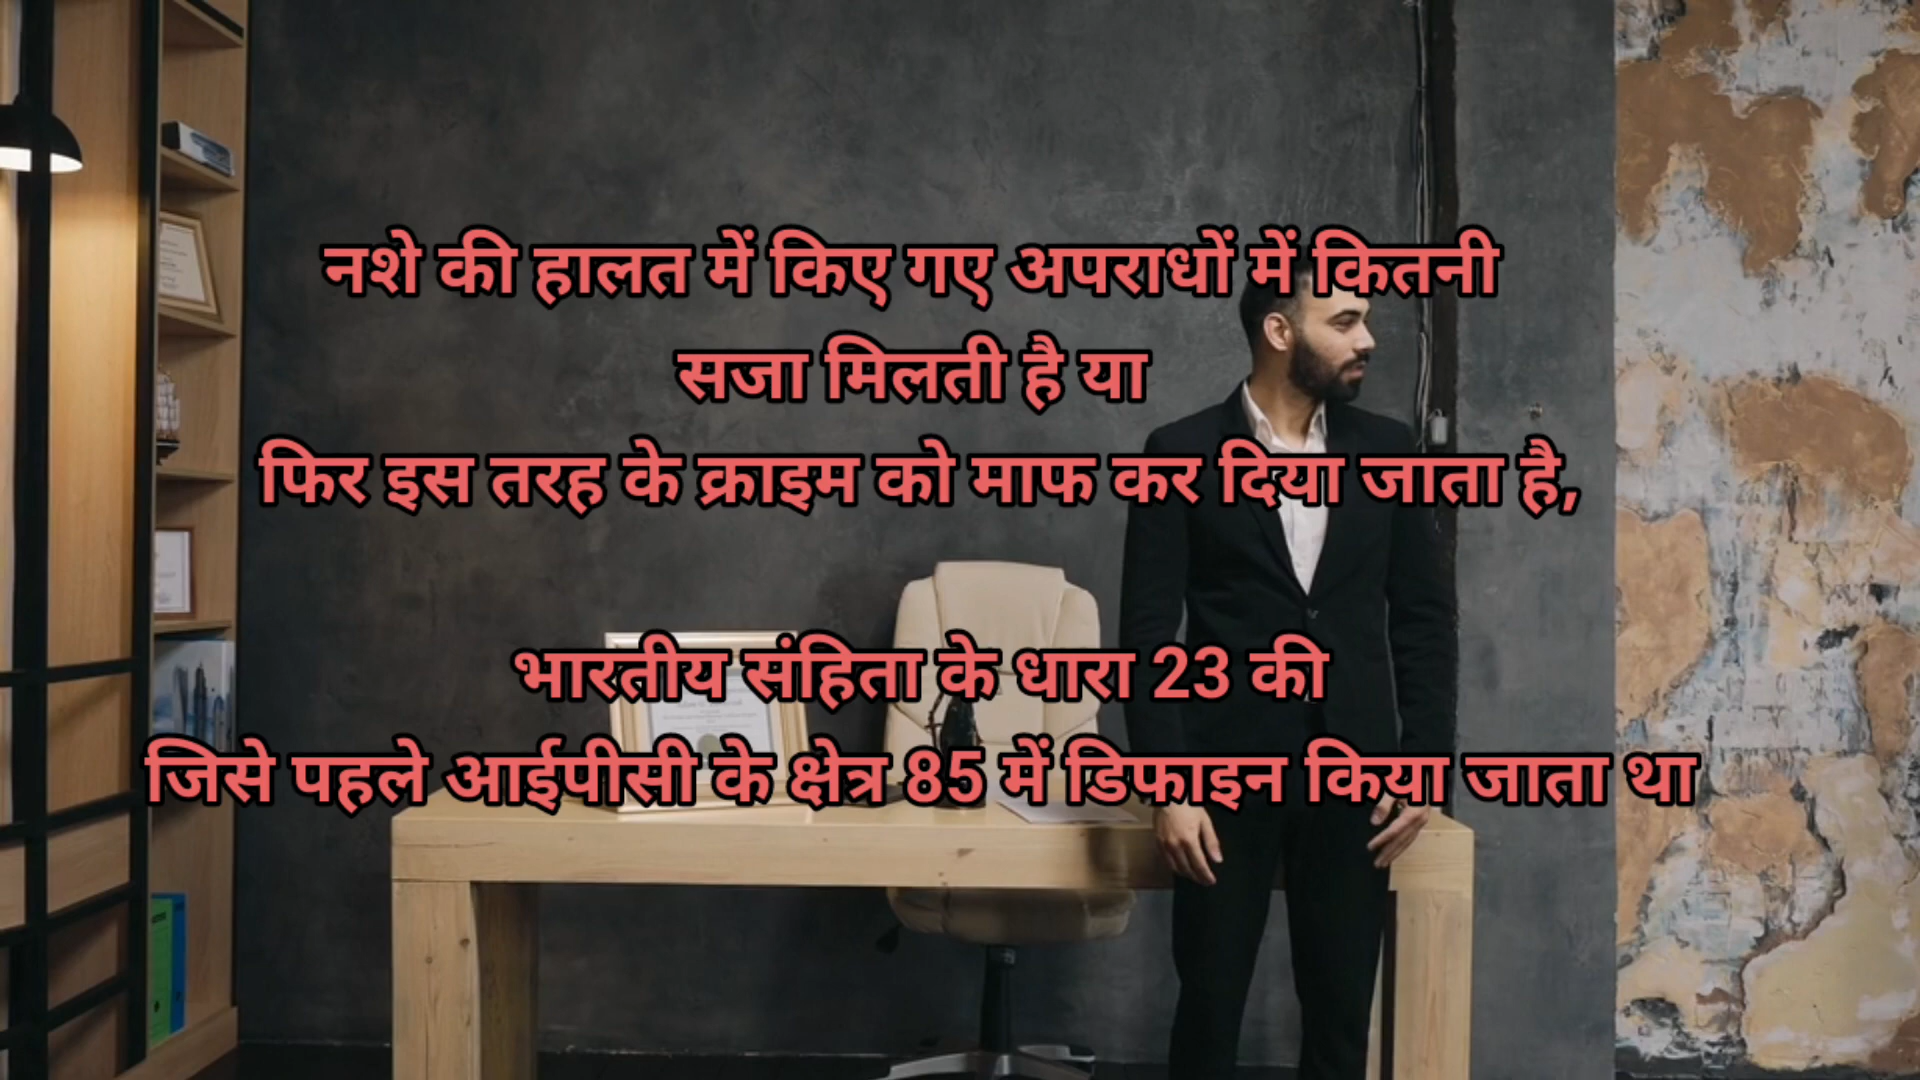 नशे की हालत में किए गए अपराधों में कितनी
सजा मिलती है या
फिर इस तरह के क्राइम को माफ कर दिया जाता है,
भारतीय संहिता के धारा 23 की
जिसे पहले आईपीसी के क्षेत्र 85 में डिफाइन किया जाता था